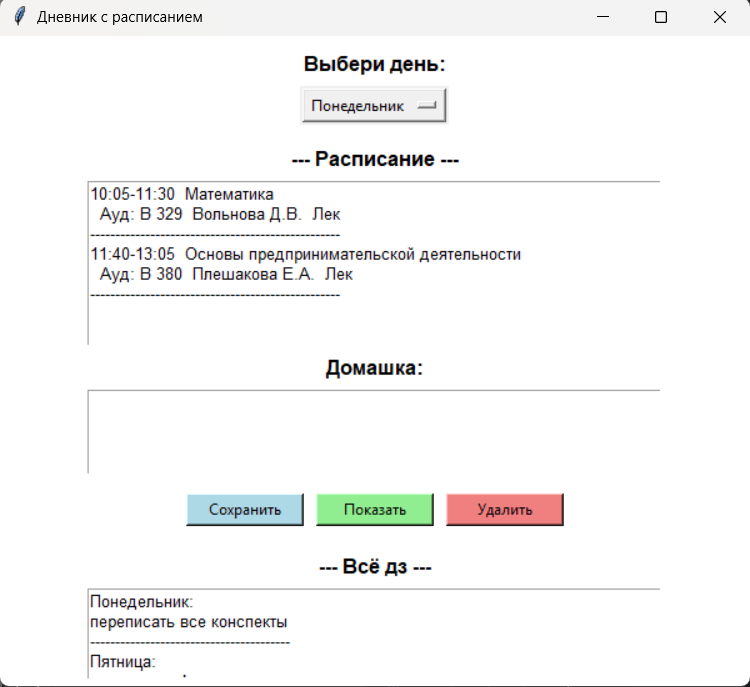 Дневник с расписанием
Выбери день:
Понедельник
--- Расписание ---
10:05-11:30  Математика
Ауд: В 329  Вольнова Д.В.  Лек
--------------------------------------------------
11:40-13:05  Основы предпринимательской деятельности
Ауд: В 380  Плешакова Е.А.  Лек
--------------------------------------------------
Домашка:
Сохранить Показать Удалить
--- Всё дз ---
Понедельник:
переписать все конспекты
----------------------------------------
Пятница: